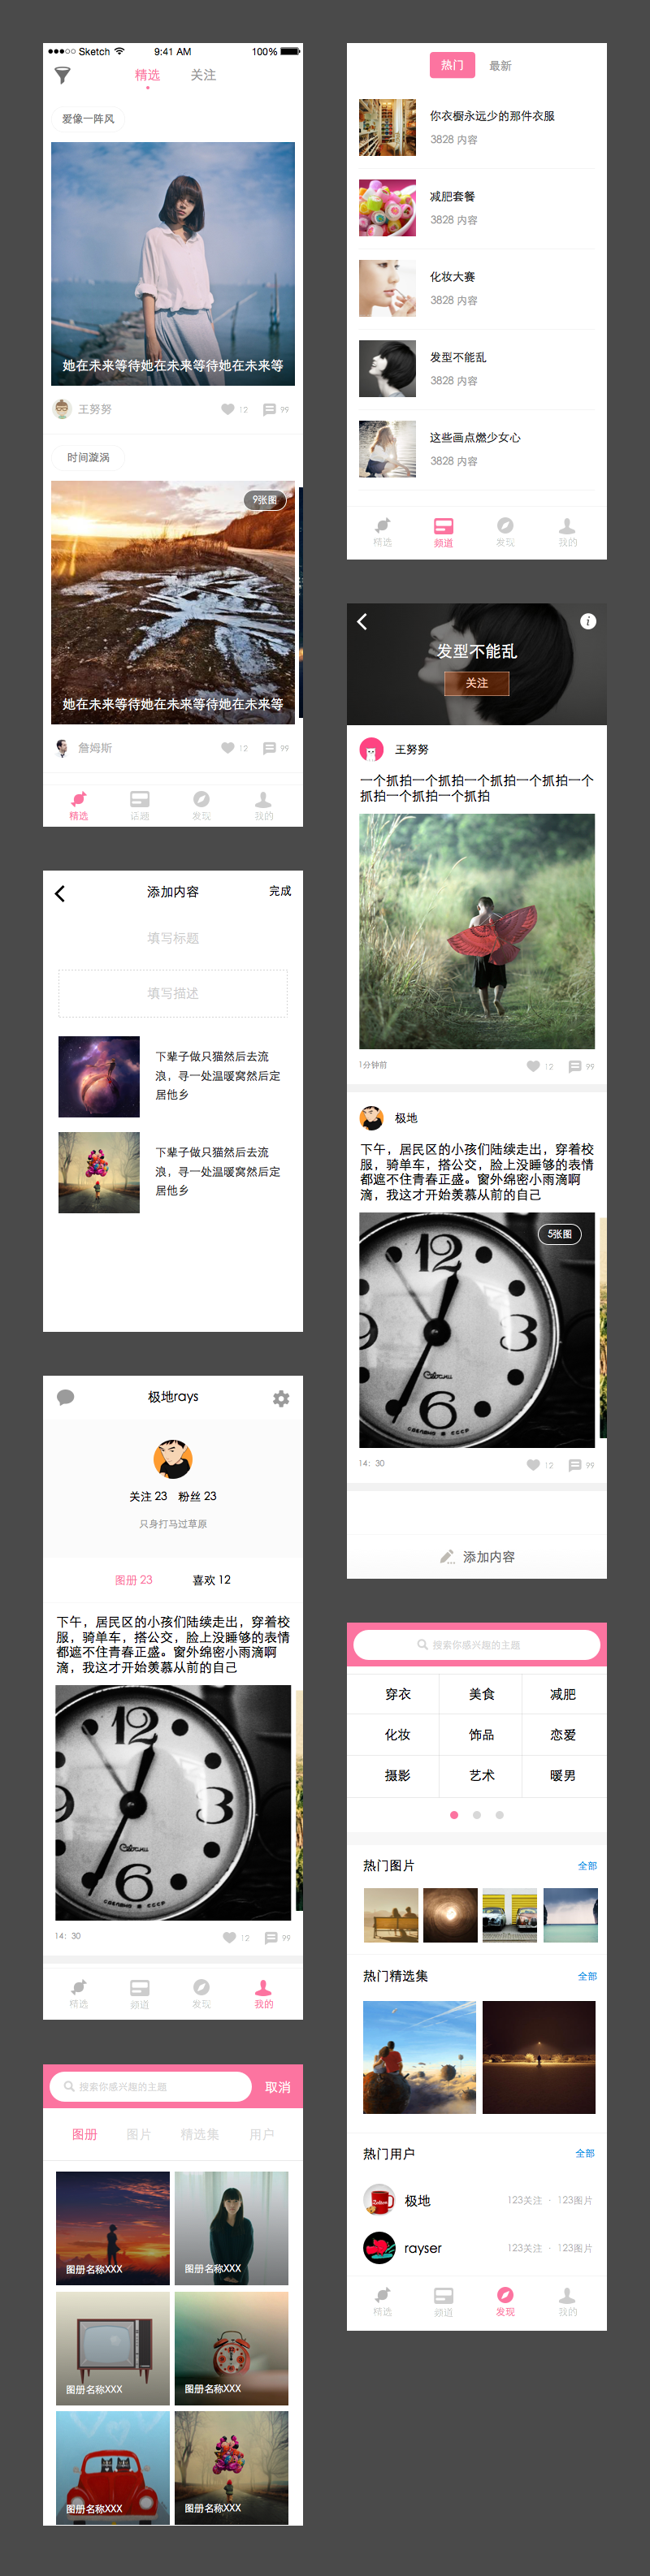 Sketch
9:41 AM
100%
精选
关注
爱像一阵风
她在未来等待她在未来等待她在未来等
王努努
12
99
时间漩涡
9张图
她在未来等待她在未来等待她在未来等
詹姆斯
12
99
精选
话题
发现
我的
添加内容
完成
填写标题
填写描述
下辈子做只猫然后去流
浪，寻一处温暖窝然后定
居他乡
下辈子做只猫然后去流
浪，寻一处温暖窝然后定
居他乡
极地rays
关注 23 粉丝 23
只身打马过草原
图册 23
喜欢 12
下午，居民区的小孩们陆续走出，穿着校
服，骑单车，搭公交，脸上没睡够的表情
都遮不住青春正盛。窗外绵密小雨滴啊
滴，我这才开始羡慕从前的自己
14：30
12
99
精选
频道
发现
我的
搜索你感兴趣的主题
取消
图册
图片
精选集
用户
图册名称XXX
图册名称XXX
图册名称XXX
图册名称XXX
图册名称XXX
图册名称XXX
热门
最新
你衣橱永远少的那件衣服
3828 内容
减肥套餐
3828 内容
化妆大赛
3828 内容
发型不能乱
3828 内容
这些画点燃少女心
3828 内容
精选
频道
发现
我的
发型不能乱
关注
王努努
一个抓拍一个抓拍一个抓拍一个抓拍一个
抓拍一个抓拍一个抓拍
1分钟前
12
99
极地
下午，居民区的小孩们陆续走出，穿着校
服，骑单车，搭公交，脸上没睡够的表情
都遮不住青春正盛。窗外绵密小雨滴啊
滴，我这才开始羡慕从前的自己
5张图
14：30
12
99
添加内容
搜索你感兴趣的主题
穿衣
美食
减肥
化妆
饰品
恋爱
摄影
艺术
暖男
热门图片
全部
热门精选集
全部
热门用户
全部
极地
123关注 · 123图片
rayser
123关注 · 123图片
精选
频道
发现
我的